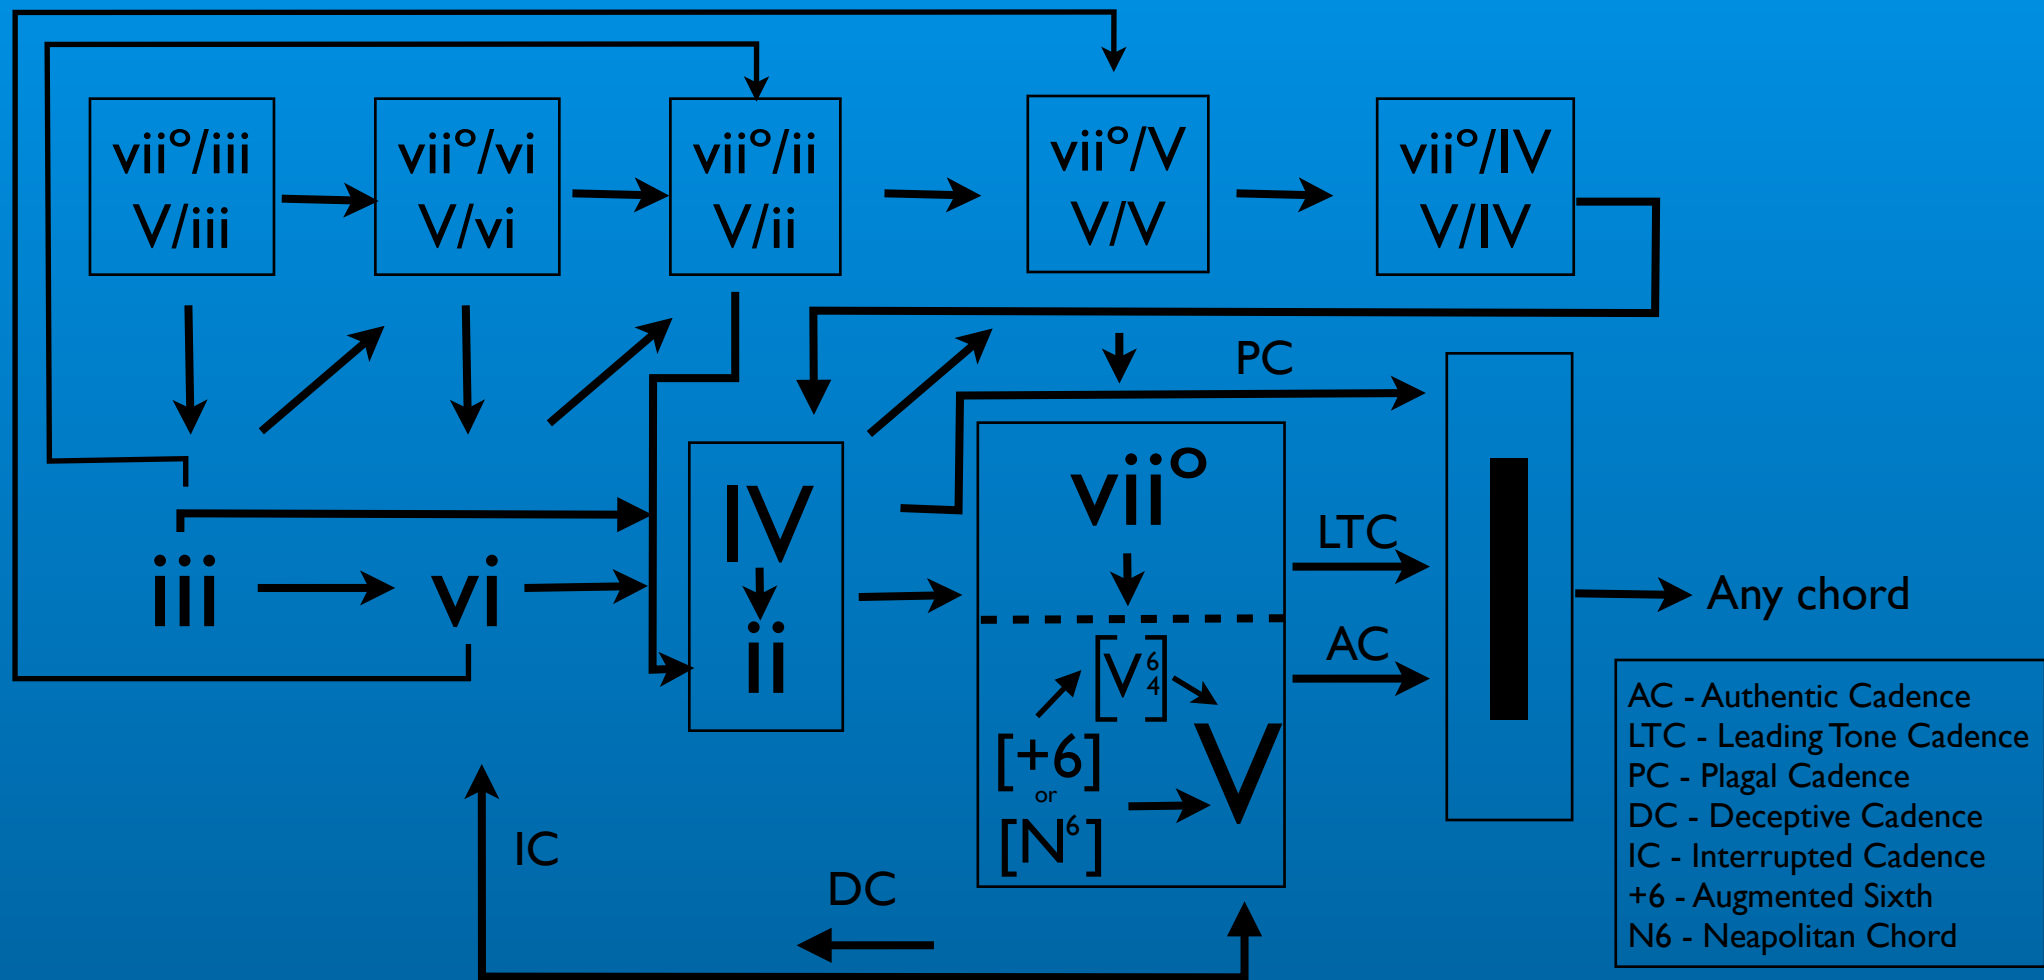 vii°/iii
V/iii
vii°/vi
V/vi
vii°/ii
V/ii
vii°/V
V/V
vii°/IV
V/IV
PC
iii
vi
IV
ii
vii°
[V⁶₄]
[+6]
or
[N⁶]
V
LTC
AC
I
Any chord
IC
DC
AC - Authentic Cadence
LTC - Leading Tone Cadence
PC - Plagal Cadence
DC - Deceptive Cadence
IC - Interrupted Cadence
+6 - Augmented Sixth
N6 - Neapolitan Chord